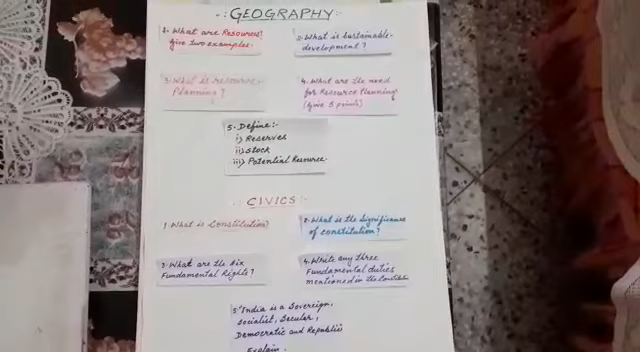 -: GEOGRAPHY :-
1. What are Resources?
Give two examples.
2. What is sustainable-
development?
3. What is resource-
Planning?
4. What are the need
for Resource Planning
(Give 3 points)
5. Define:-
i) Reserves
ii) Stock
iii) Potential Resource.
CIVICS
1. What is Constitution?
2. What is the Significance
of constitution?
3. What are the six
Fundamental Rights?
4. Write any three
Fundamental duties
mentioned in the Constitution
5. "India is a Sovereign,
Socialist, Secular,
Democratic and Republic
Explain.